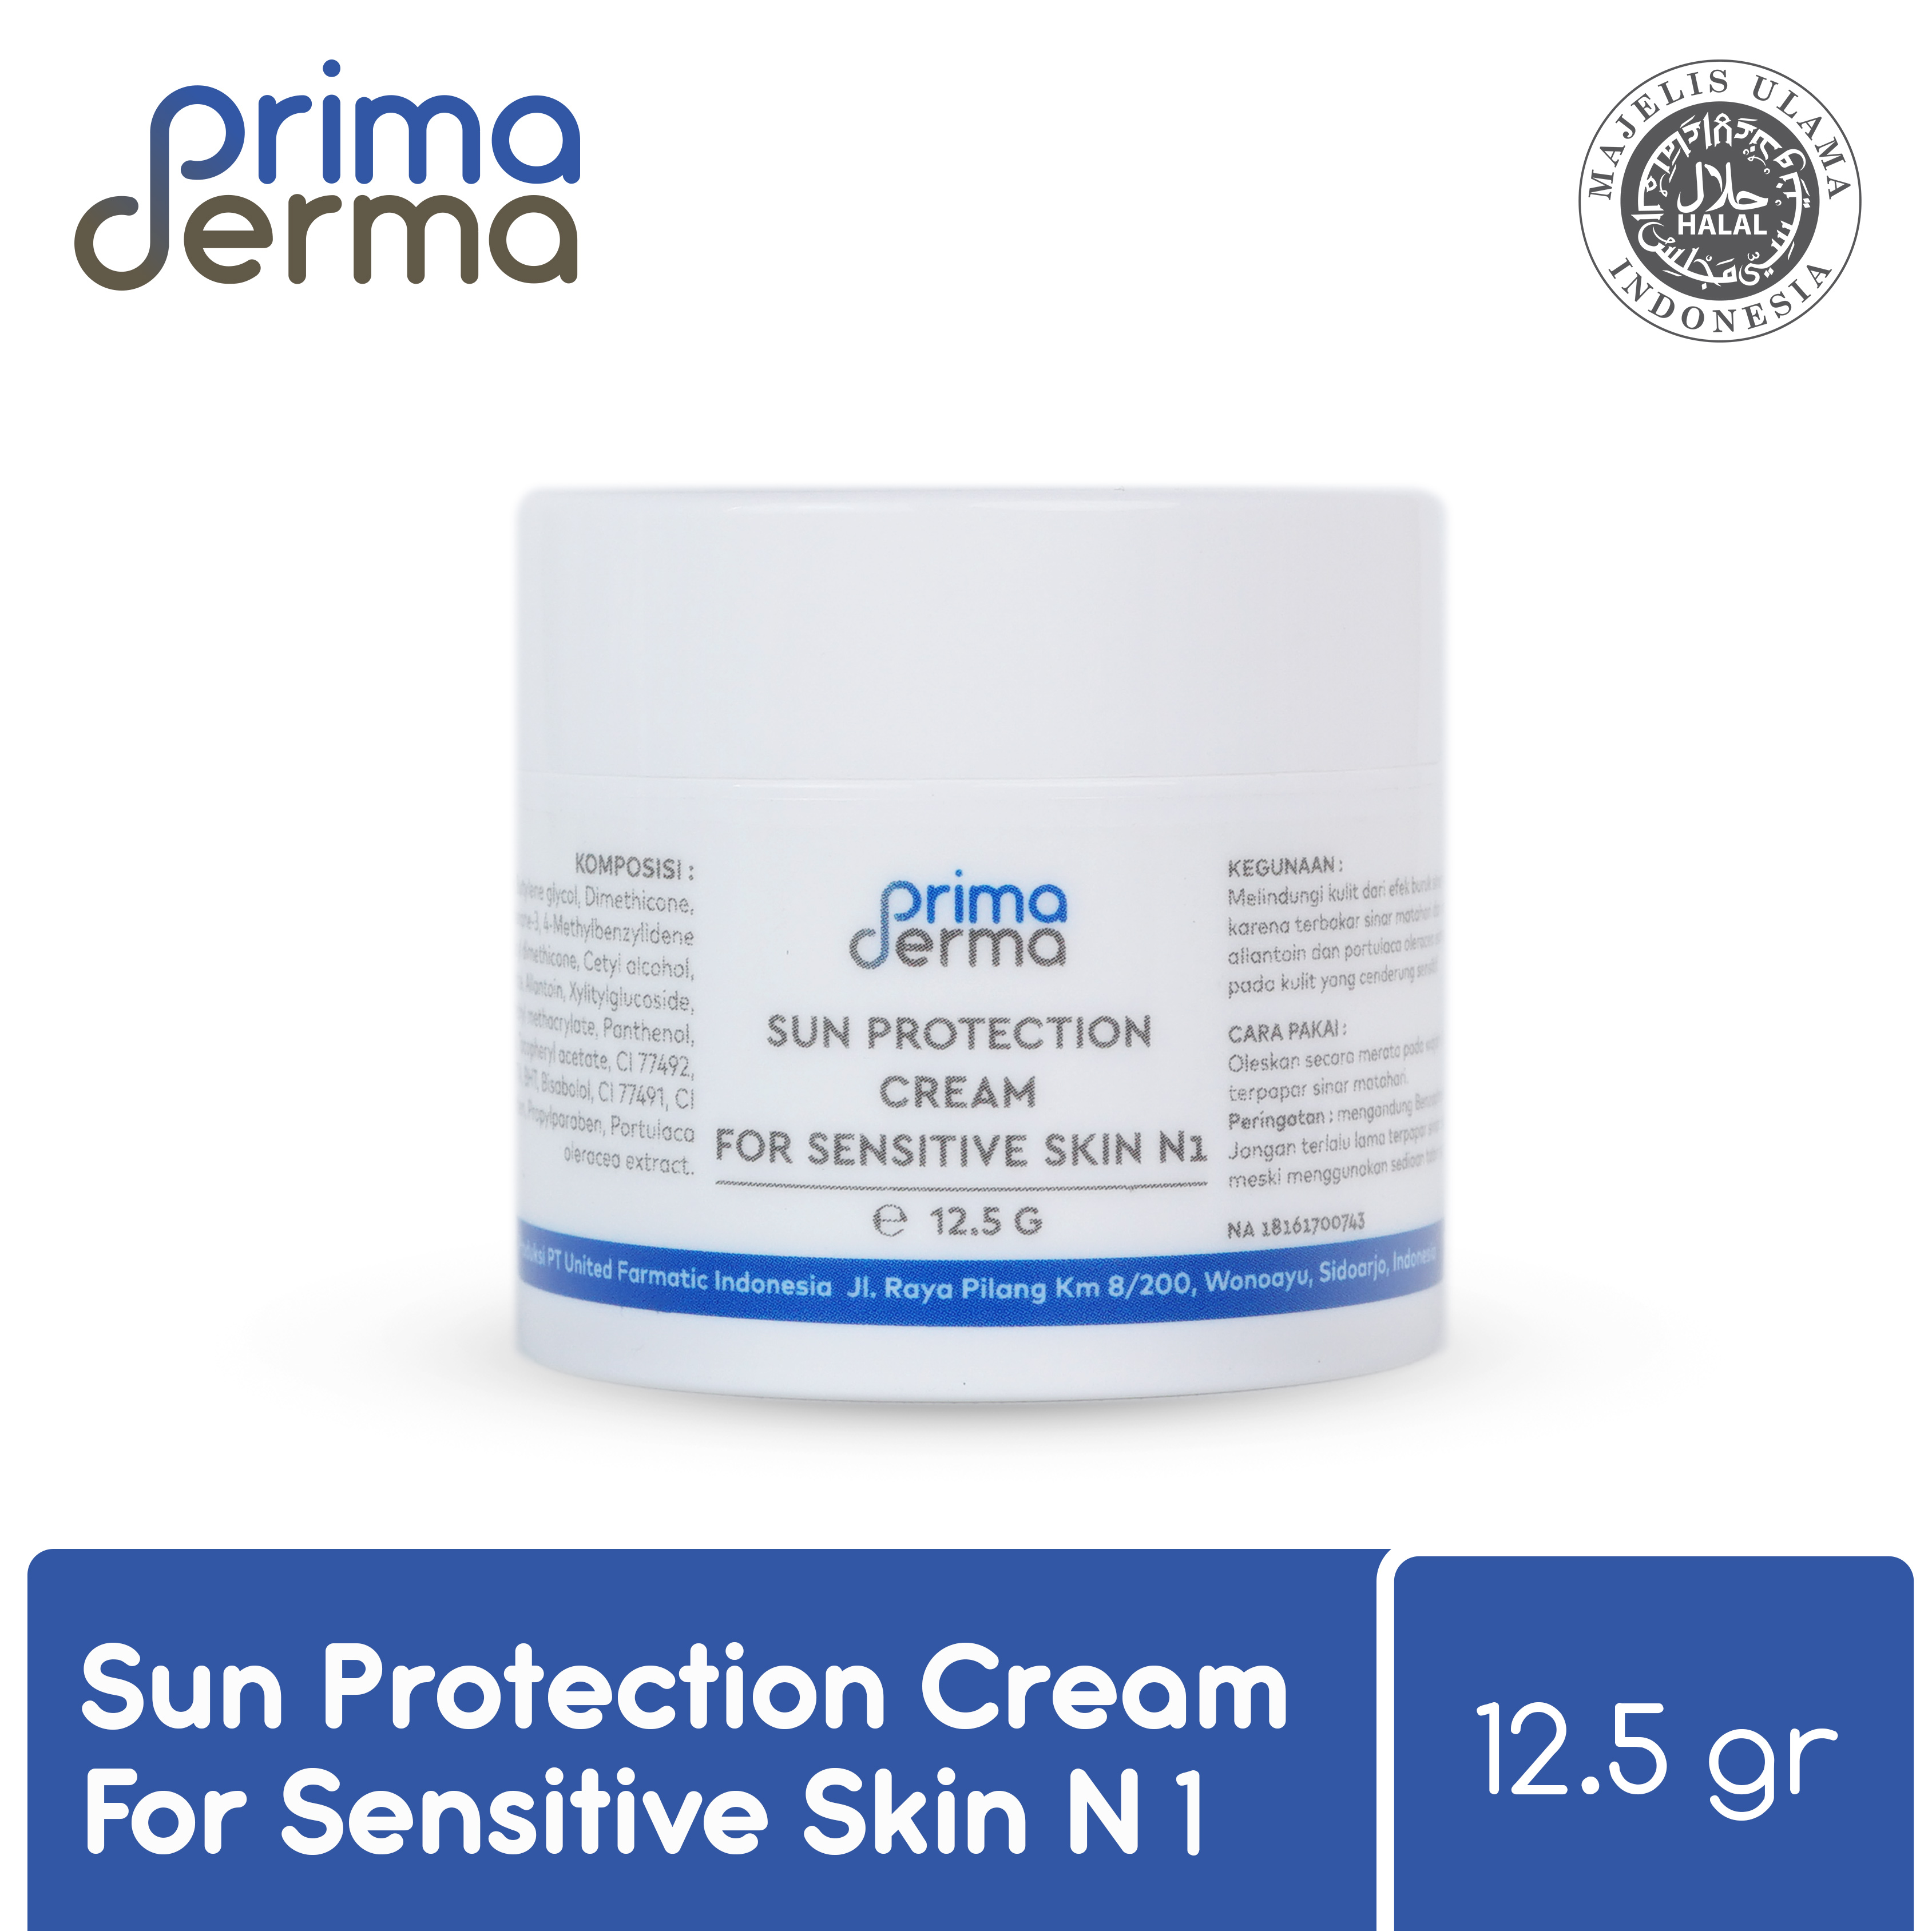 prima
derma
MAJELIS ULAMA
حلال
HALAL
INDONESIA
KOMPOSISI :
glycol, Dimethicone,
4-Methylbenzylidene
dimethicone, Cetyl alcohol,
Allantoin, Xylitylglucoside,
methacrylate, Panthenol,
acetate, CI 77492,
BHT, Bisabolol, CI 77491, CI
Propylparaben, Portulaca
oleracea extract.
prima
derma
SUN PROTECTION
CREAM
FOR SENSITIVE SKIN N1
℮ 12.5 G
KEGUNAAN :
Melindungi kulit dari efek buruk
karena terbakar sinar matahari
allantoin dan portulaca oleracea
pada kulit yang cenderung sensitif
CARA PAKAI :
Oleskan secara merata pada
terpapar sinar matahari.
Peringatan : mengandung
Jangan terlalu lama terpapar
meski menggunakan sediaan
NA 18161700743
PT United Farmatic Indonesia Jl. Raya Pilang Km 8/200, Wonoayu, Sidoarjo, Indonesia
Sun Protection Cream
For Sensitive Skin N 1
12.5 gr